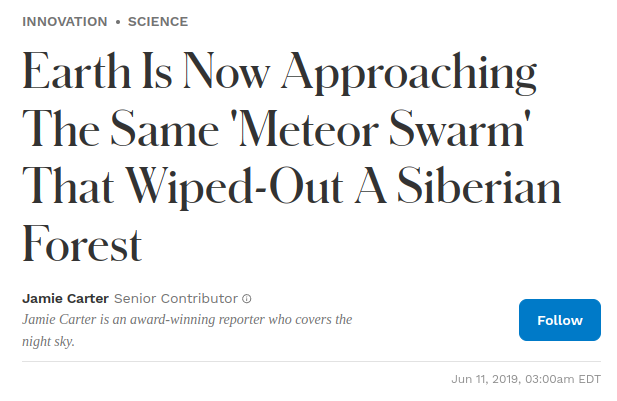 INNOVATION • SCIENCE
Earth Is Now Approaching
The Same 'Meteor Swarm'
That Wiped-Out A Siberian
Forest
Jamie Carter Senior Contributor
Jamie Carter is an award-winning reporter who covers the
night sky.
Follow
Jun 11, 2019, 03:00am EDT